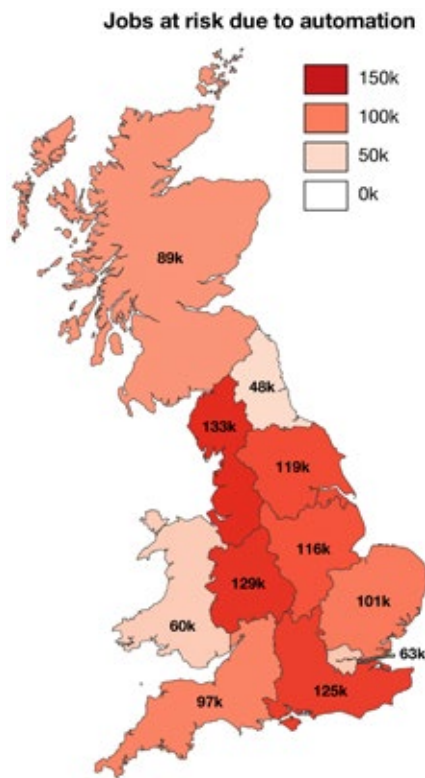 Jobs at risk due to automation
150k
100k
50k
0k
89k
48k
133k
119k
116k
129k
101k
60k
63k
125k
97k